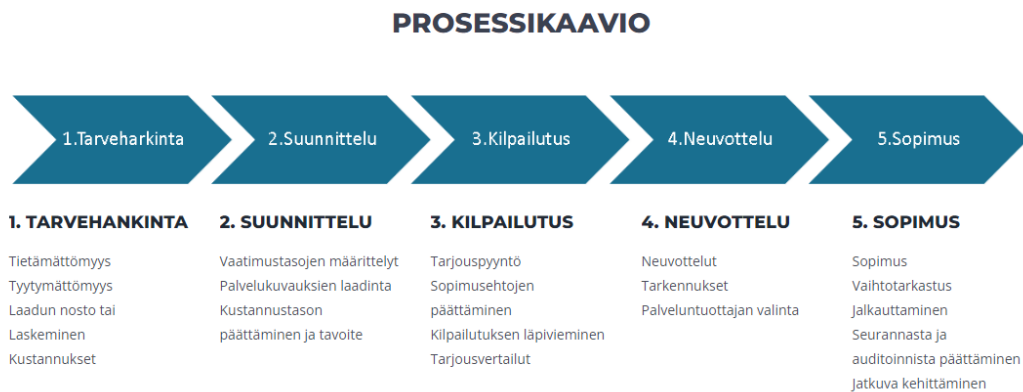 PROSESSIKAAVIO
1.Tarveharkinta
2.Suunnittelu
3.Kilpailutus
4.Neuvottelu
5.Sopimus
1. TARVEHANKINTA
Tietämättömyys
Tyytymättömyys
Laadun nosto tai
Laskeminen
Kustannukset
2. SUUNNITTELU
Vaatimustasojen määrittelyt
Palvelukuvauksien laadinta
Kustannustason
päättäminen ja tavoite
3. KILPAILUTUS
Tarjouspyyntö
Sopimusehtojen
päättäminen
Kilpailutuksen läpivieminen
Tarjousvertailut
4. NEUVOTTELU
Neuvottelut
Tarkennukset
Palveluntuottajan valinta
5. SOPIMUS
Sopimus
Vaihtotarkastus
Jalkauttaminen
Seurannasta ja
auditoinnista päättäminen
Jatkuva kehittäminen